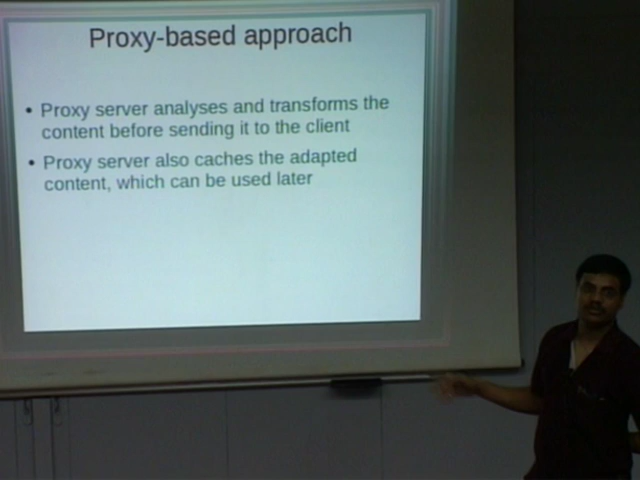 Proxy-based approach
• Proxy server analyses and transforms the
content before sending it to the client
• Proxy server also caches the adapted
content, which can be used later